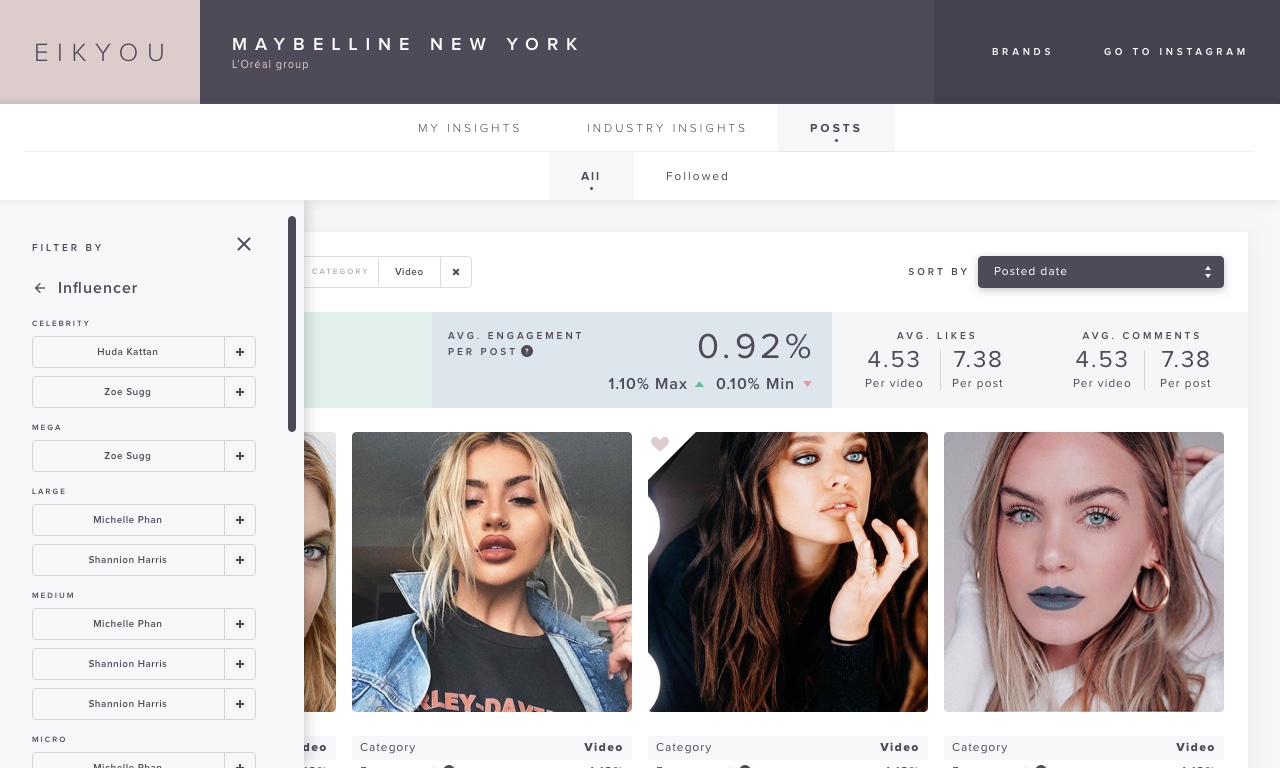 EIKYOU
MAYBELLINE NEW YORK
L'Oréal group
BRANDS
GO TO INSTAGRAM
MY INSIGHTS
INDUSTRY INSIGHTS
POSTS
All
Followed
FILTER BY
Influencer
CELEBRITY
Huda Kattan
Zoe Sugg
MEGA
Zoe Sugg
LARGE
Michelle Phan
Shannion Harris
MEDIUM
Michelle Phan
Shannion Harris
Shannion Harris
MICRO
Michelle Phan
CATEGORY
Video
SORT BY
Posted date
AVG. ENGAGEMENT
PER POST ?
0.92%
1.10% Max
0.10% Min
AVG. LIKES
4.53
7.38
Per video
Per post
AVG. COMMENTS
4.53
7.38
Per video
Per post
Category
Video
Category
Video
Category
Video